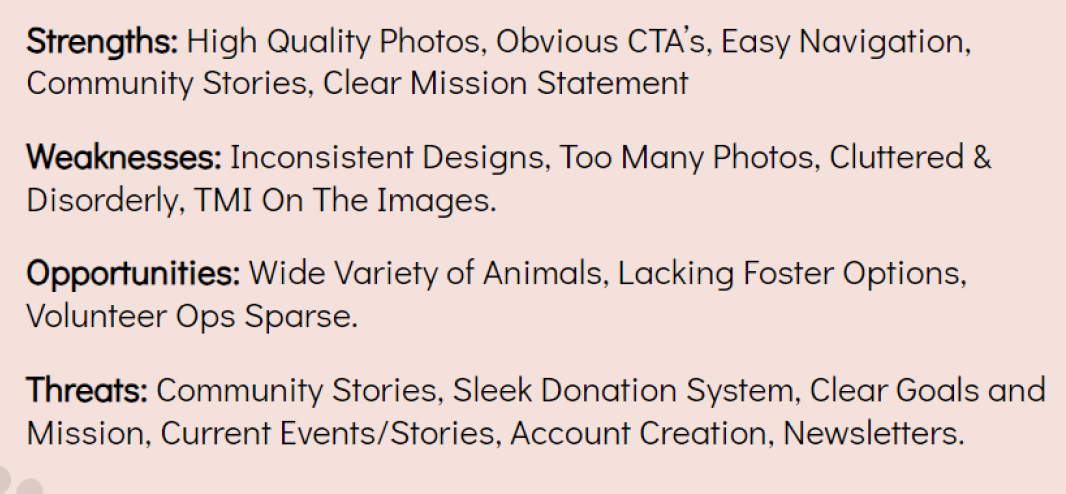 Strengths: High Quality Photos, Obvious CTA's, Easy Navigation,
Community Stories, Clear Mission Statement
Weaknesses: Inconsistent Designs, Too Many Photos, Cluttered &
Disorderly, TMI On The Images.
Opportunities: Wide Variety of Animals, Lacking Foster Options,
Volunteer Ops Sparse.
Threats: Community Stories, Sleek Donation System, Clear Goals and
Mission, Current Events/Stories, Account Creation, Newsletters.